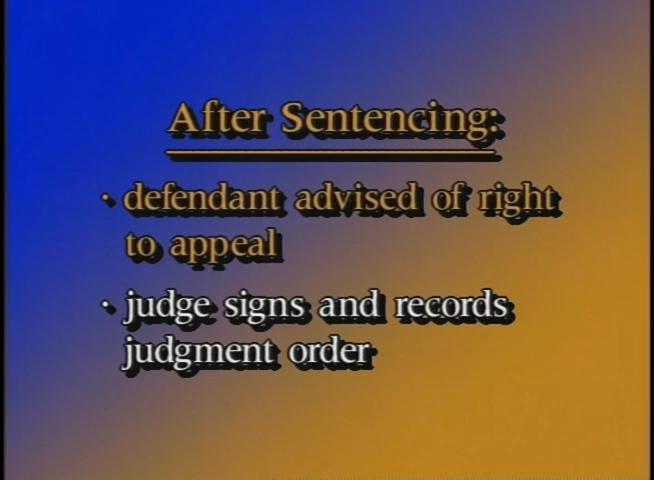 After Sentencing:
· defendant advised of right
to appeal
· judge signs and records
judgment order